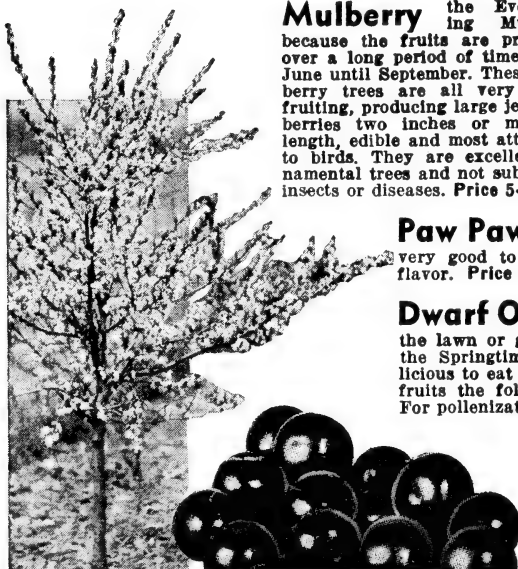 Mulberry the Eve
ing M
because the fruits are pr
over a long period of time
June until September. Thes
berry trees are all very
fruiting, producing large je
berries two inches or m
length, edible and most att
to birds. They are excelle
namental trees and not sub
insects or diseases. Price 5
Paw Paw
very good to
flavor. Price
Dwarf O
the lawn or g
the Springtim
licious to eat
fruits the fol
For pollenizat